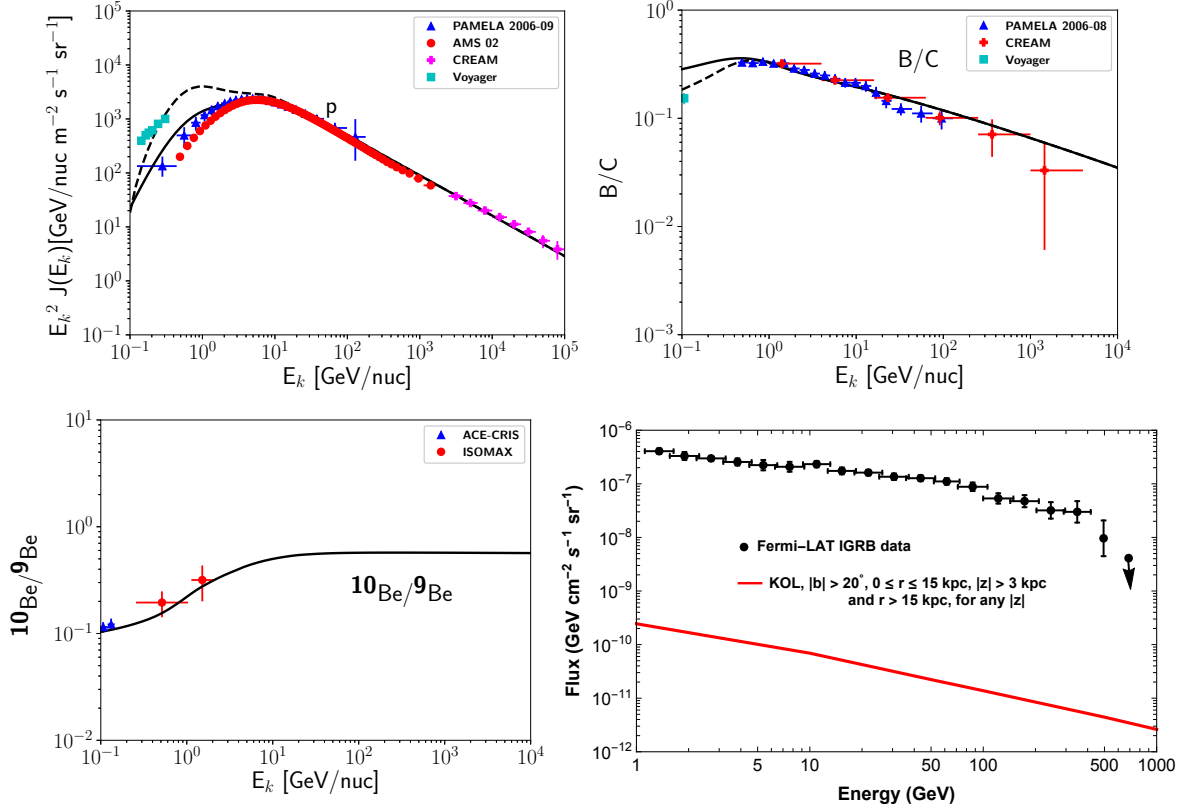 E_k^2 J(E_k)[GeV/nuc m^-2 s^-1 sr^-1]
10^5
10^4
10^3
10^2
10^1
10^0
10^-1
PAMELA 2006-09
AMS 02
CREAM
Voyager
p
10^-1 10^0 10^1 10^2 10^3 10^4 10^5
E_k [GeV/nuc]
B/C
10^0
10^-1
10^-2
10^-3
PAMELA 2006-08
CREAM
Voyager
B/C
10^-1 10^0 10^1 10^2 10^3 10^4
E_k [GeV/nuc]
10Be/9Be
10^1
10^0
10^-1
10^-2
ACE-CRIS
ISOMAX
10Be/9Be
10^-1 10^0 10^1 10^2 10^3 10^4
E_k [GeV/nuc]
Flux (GeV cm^-2 s^-1 sr^-1)
10^-6
10^-7
10^-8
10^-9
10^-10
10^-11
10^-12
Fermi−LAT IGRB data
KOL, |b| > 20°, 0 ≤ r ≤ 15 kpc, |z| > 3 kpc
and r > 15 kpc, for any |z|
1 5 10 50 100 500 1000
Energy (GeV)